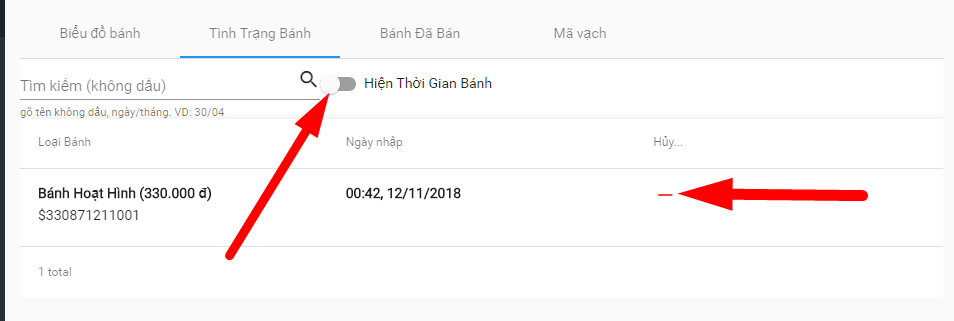 Biểu đồ bánh Tình Trạng Bánh Bánh Đã Bán Mã vạch
Tìm kiếm (không dấu) Hiện Thời Gian Bánh
gõ tên không dấu, ngày/tháng. VD: 30/04
Loại Bánh Ngày nhập Hủy...
Bánh Hoạt Hình (330.000 đ) 00:42, 12/11/2018
$330871211001
1 total